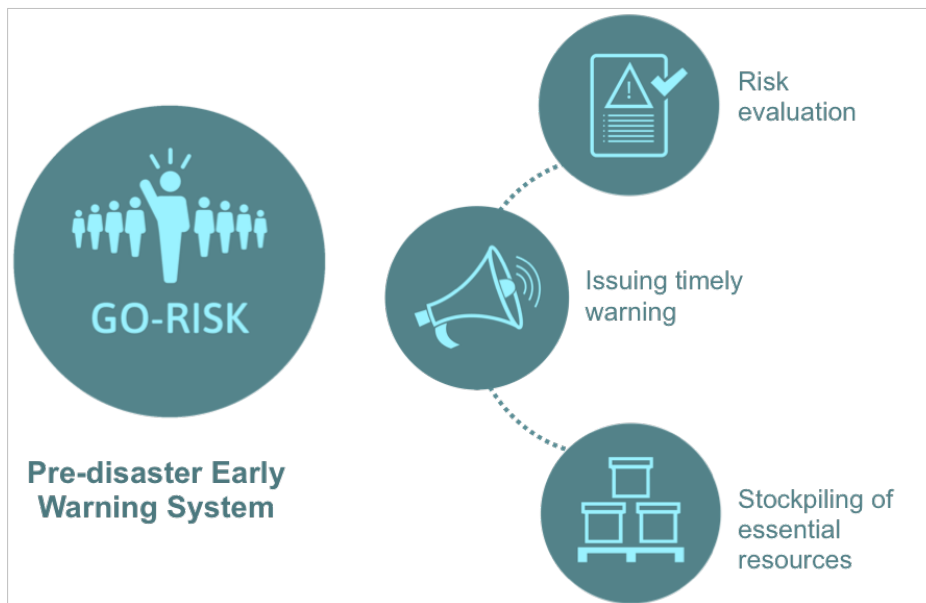 GO-RISK
Pre-disaster Early
Warning System
Risk
evaluation
Issuing timely
warning
Stockpiling of
essential
resources